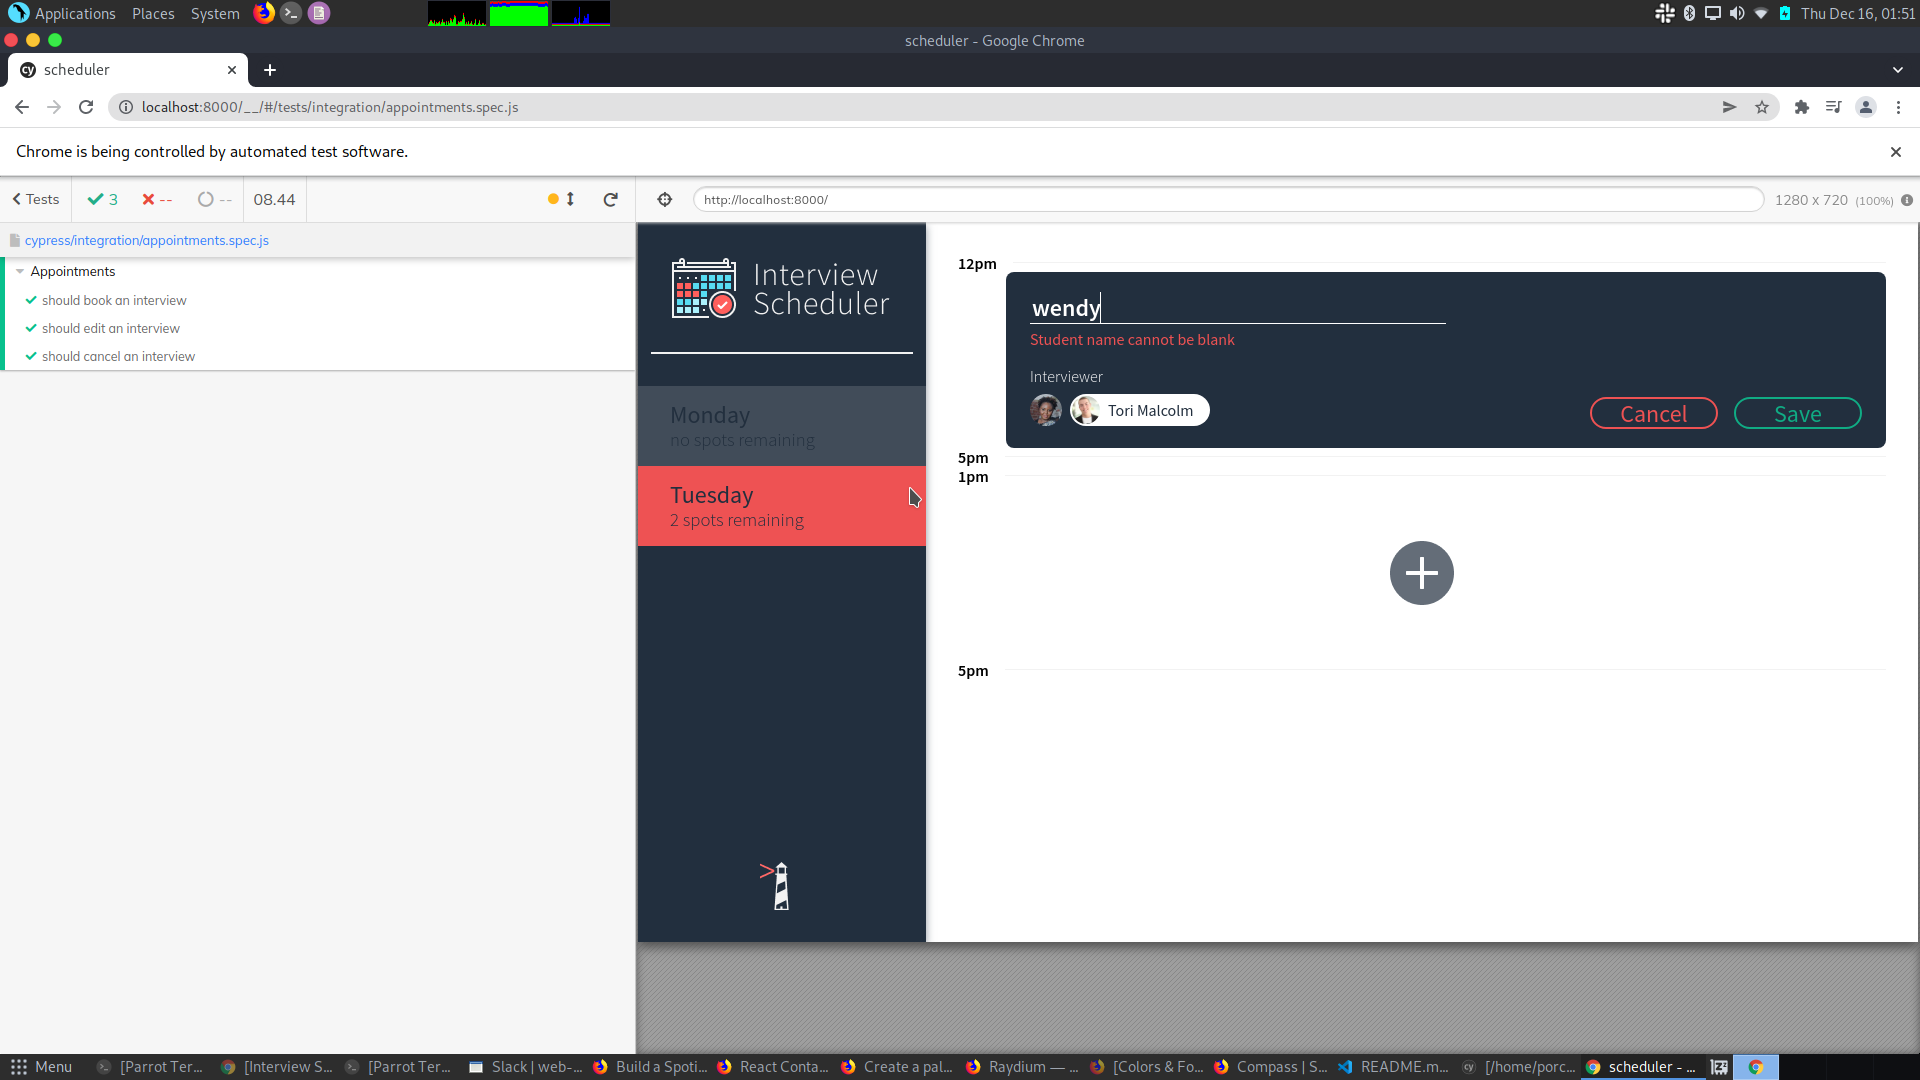 Applications Places System Thu Dec 16, 01:51
scheduler - Google Chrome
cy scheduler
localhost:8000/__/#/tests/integration/appointments.spec.js
Chrome is being controlled by automated test software.
Tests 3 -- -- 08.44
http://localhost:8000/ 1280 x 720 (100%)
cypress/integration/appointments.spec.js
Appointments
should book an interview
should edit an interview
should cancel an interview
Interview
Scheduler
Monday
no spots remaining
Tuesday
2 spots remaining
12pm
wendy
Student name cannot be blank
Interviewer
Tori Malcolm
Cancel Save
5pm
1pm
5pm
Menu [Parrot Ter... [Interview S... [Parrot Ter... Slack | web-... Build a Spoti... React Conta... Create a pal... Raydium — ... [Colors & Fo... Compass | S... README.m... cy [/home/porc... scheduler - ...